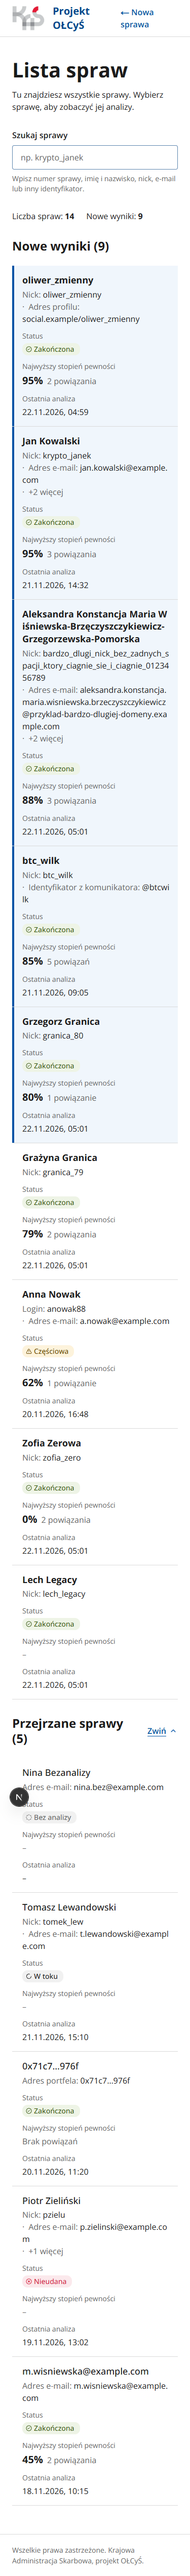 KAS
Projekt
OŁCyŚ
← Nowa
sprawa
Lista spraw
Tu znajdziesz wszystkie sprawy. Wybierz
sprawę, aby zobaczyć jej analizy.
Szukaj sprawy
np. krypto_janek
Wpisz numer sprawy, imię i nazwisko, nick, e-mail
lub inny identyfikator.
Liczba spraw: 14 Nowe wyniki: 9
Nowe wyniki (9)
oliwer_zmienny
Nick: oliwer_zmienny
· Adres profilu:
social.example/oliwer_zmienny
Status
Zakończona
Najwyższy stopień pewności
95% 2 powiązania
Ostatnia analiza
22.11.2026, 04:59
Jan Kowalski
Nick: krypto_janek
· Adres e-mail: jan.kowalski@example.
com
· +2 więcej
Status
Zakończona
Najwyższy stopień pewności
95% 3 powiązania
Ostatnia analiza
21.11.2026, 14:32
Aleksandra Konstancja Maria W
iśniewska-Brzęczyszczykiewicz-
Grzegorzewska-Pomorska
Nick: bardzo_dlugi_nick_bez_zadnych_s
pacji_ktory_ciagnie_sie_i_ciagnie_01234
56789
· Adres e-mail: aleksandra.konstancja.
maria.wisniewska.brzeczyszczykiewicz
@przyklad-bardzo-dlugiej-domeny.exa
mple.com
· +2 więcej
Status
Zakończona
Najwyższy stopień pewności
88% 3 powiązania
Ostatnia analiza
22.11.2026, 05:01
btc_wilk
Nick: btc_wilk
· Identyfikator z komunikatora: @btcwi
lk
Status
Zakończona
Najwyższy stopień pewności
85% 5 powiązań
Ostatnia analiza
21.11.2026, 09:05
Grzegorz Granica
Nick: granica_80
Status
Zakończona
Najwyższy stopień pewności
80% 1 powiązanie
Ostatnia analiza
22.11.2026, 05:01
Grażyna Granica
Nick: granica_79
Status
Zakończona
Najwyższy stopień pewności
79% 2 powiązania
Ostatnia analiza
22.11.2026, 05:01
Anna Nowak
Login: anowak88
· Adres e-mail: a.nowak@example.com
Status
Częściowa
Najwyższy stopień pewności
62% 1 powiązanie
Ostatnia analiza
20.11.2026, 16:48
Zofia Zerowa
Nick: zofia_zero
Status
Zakończona
Najwyższy stopień pewności
0% 2 powiązania
Ostatnia analiza
22.11.2026, 05:01
Lech Legacy
Nick: lech_legacy
Status
Zakończona
Najwyższy stopień pewności
–
Ostatnia analiza
22.11.2026, 05:01
Przejrzane sprawy
(5)
Zwiń
Nina Bezanalizy
Adres e-mail: nina.bez@example.com
N
Status
Bez analizy
Najwyższy stopień pewności
–
Ostatnia analiza
–
Tomasz Lewandowski
Nick: tomek_lew
· Adres e-mail: t.lewandowski@exampl
e.com
Status
W toku
Najwyższy stopień pewności
–
Ostatnia analiza
21.11.2026, 15:10
0x71c7…976f
Adres portfela: 0x71c7…976f
Status
Zakończona
Najwyższy stopień pewności
Brak powiązań
Ostatnia analiza
20.11.2026, 11:20
Piotr Zieliński
Nick: pzielu
· Adres e-mail: p.zielinski@example.co
m
· +1 więcej
Status
Nieudana
Najwyższy stopień pewności
–
Ostatnia analiza
19.11.2026, 13:02
m.wisniewska@example.com
Adres e-mail: m.wisniewska@example.
com
Status
Zakończona
Najwyższy stopień pewności
45% 2 powiązania
Ostatnia analiza
18.11.2026, 10:15
Wszelkie prawa zastrzeżone. Krajowa
Administracja Skarbowa, projekt OŁCyŚ.